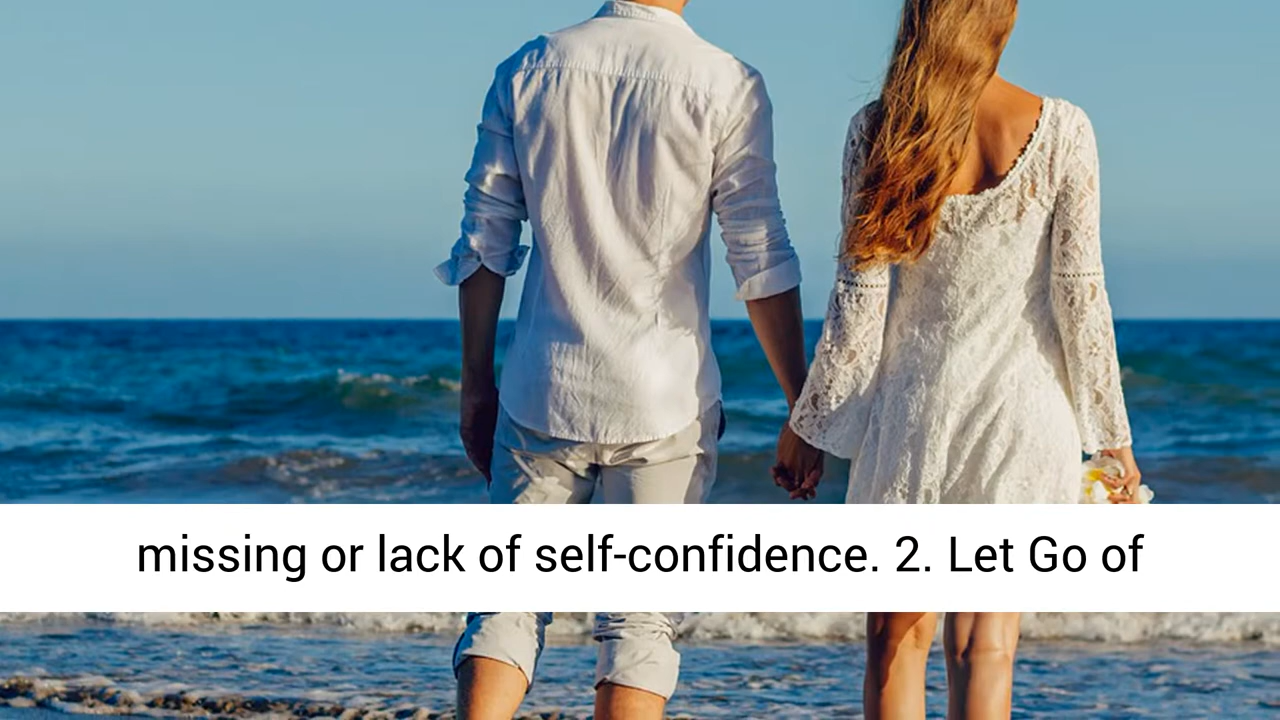 missing or lack of self-confidence. 2. Let Go of